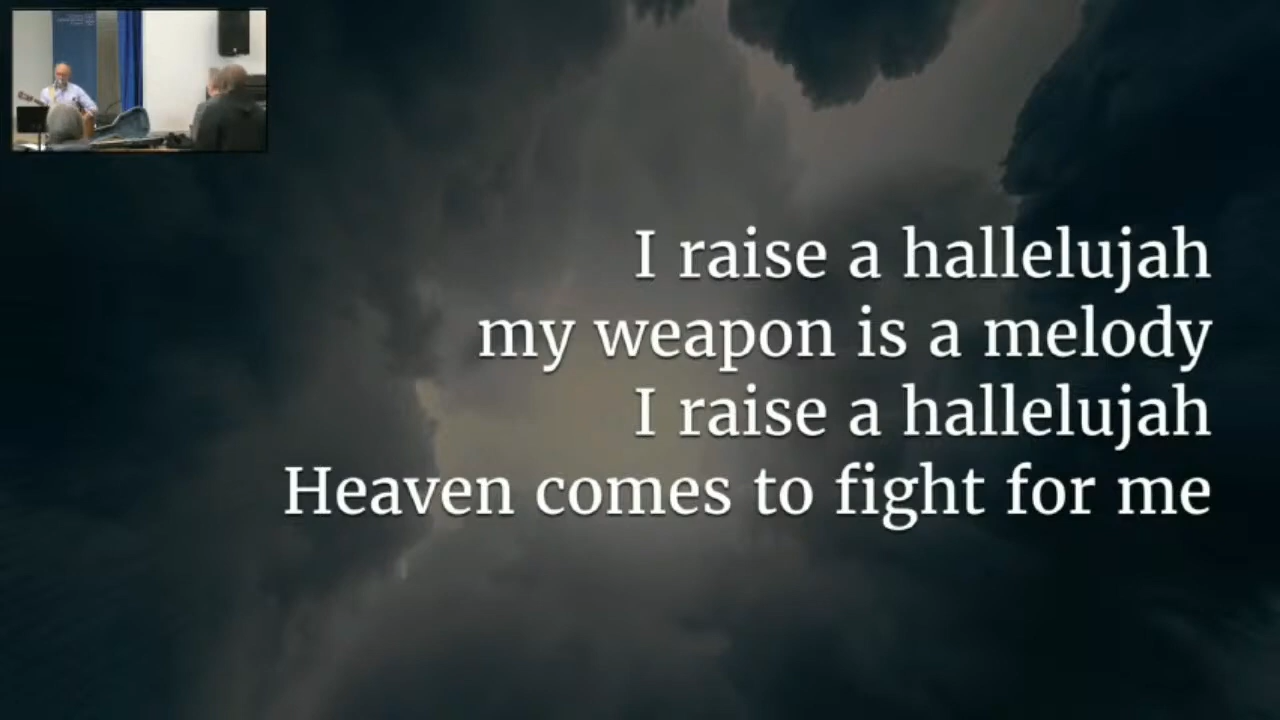 I raise a hallelujah
my weapon is a melody
I raise a hallelujah
Heaven comes to fight for me